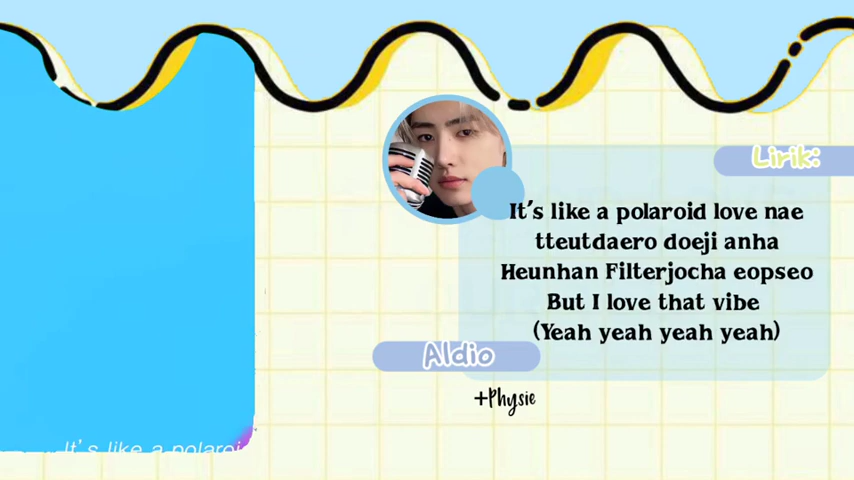 Lirik:
It's like a polaroid love nae
tteutdaero doeji anha
Heunhan Filterjocha eopseo
But I love that vibe
(Yeah yeah yeah yeah)
Aldio
+Physie
It's like a polaroi